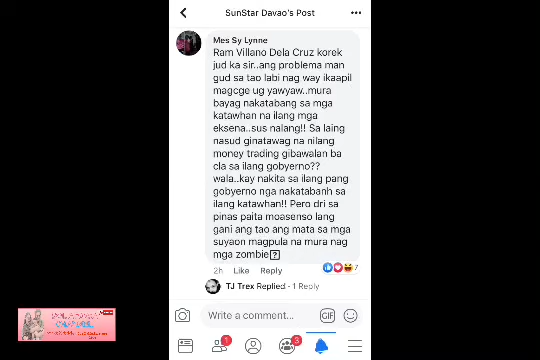 SunStar Davao's Post
Mes Sy Lynne
Ram Villano Dela Cruz korek
jud ka sir..ang problema man
gud sa tao labi nag way ikaapil
magcge ug yawyaw..mura
bayag nakatabang sa mga
katawhan na ilang mga
eksena..sus nalang!! Sa laing
nasud ginatawag na nilang
money trading gibawalan ba
cla sa ilang gobyerno??
wala..kay nakita sa ilang pang
gobyerno nga nakatabanh sa
ilang katawhan!! Pero dri sa
pinas paita moasenso lang
gani ang tao ang mata sa mga
suyaon magpula na mura nag
mga zombie
2h Like Reply 7
TJ Trex Replied · 1 Reply
Write a comment... GIF
1 3